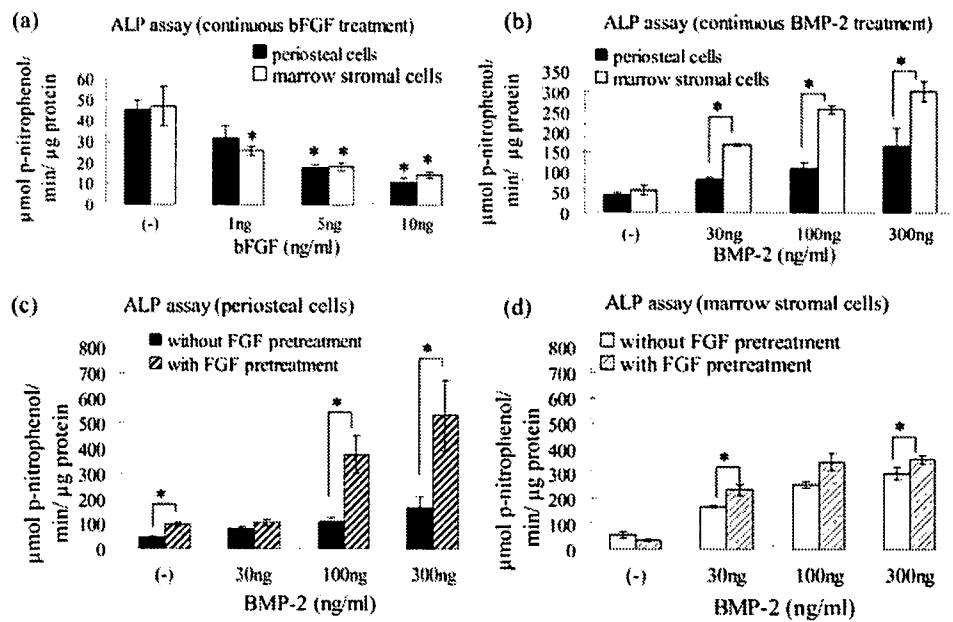 (a)
ALP assay (continuous bFGF treatment)
periosteal cells
marrow stromal cells
µmol p-nitrophenol/
min/ µg protein
60
50
40
30
20
10
0
*
* *
* *
(-) 1ng 5ng 10ng
bFGF (ng/ml)
(b)
ALP assay (continuous BMP-2 treatment)
periosteal cells
marrow stromal cells
µmol p-nitrophenol/
min/ µg protein
350
300
250
200
150
100
50
0
*
*
*
(-) 30ng 100ng 300ng
BMP-2 (ng/ml)
(c)
ALP assay (periosteal cells)
without FGF pretreatment
with FGF pretreatment
µmol p-nitrophenol/
min/ µg protein
800
700
600
500
400
300
200
100
0
*
*
*
(-) 30ng 100ng 300ng
BMP-2 (ng/ml)
(d)
ALP assay (marrow stromal cells)
without FGF pretreatment
with FGF pretreatment
µmol p-nitrophenol/
min/ µg protein
800
700
600
500
400
300
200
100
0
*
*
(-) 30ng 100ng 300ng
BMP-2 (ng/ml)